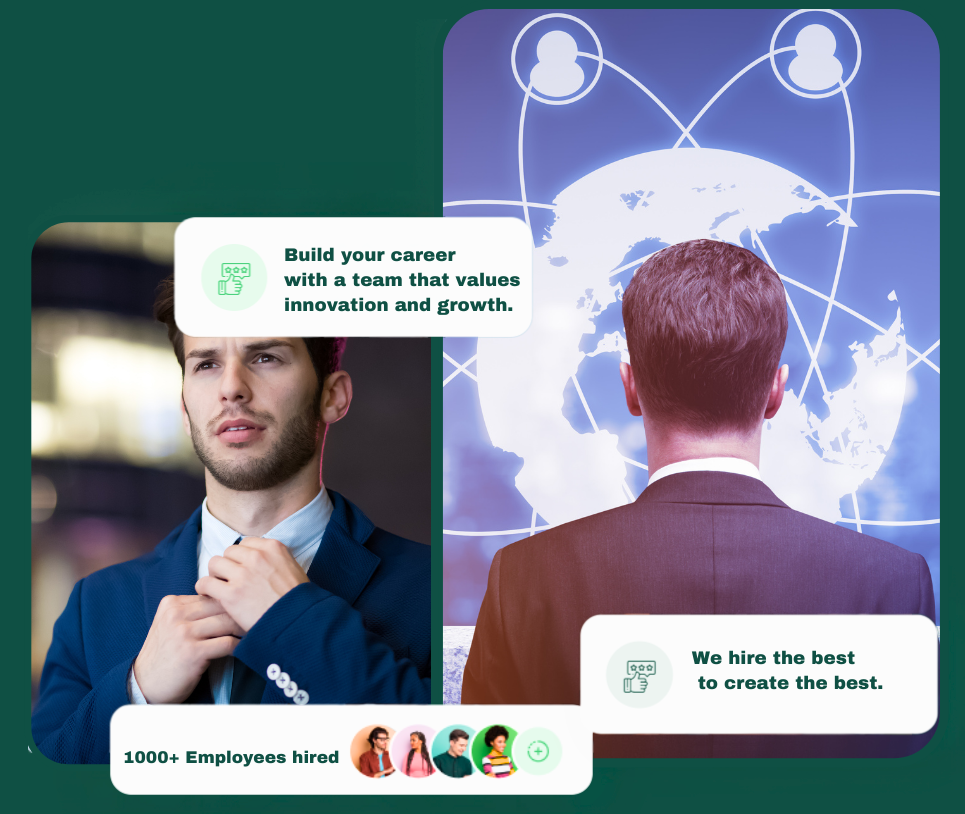 Build your career
with a team that values
innovation and growth.
We hire the best
to create the best.
1000+ Employees hired